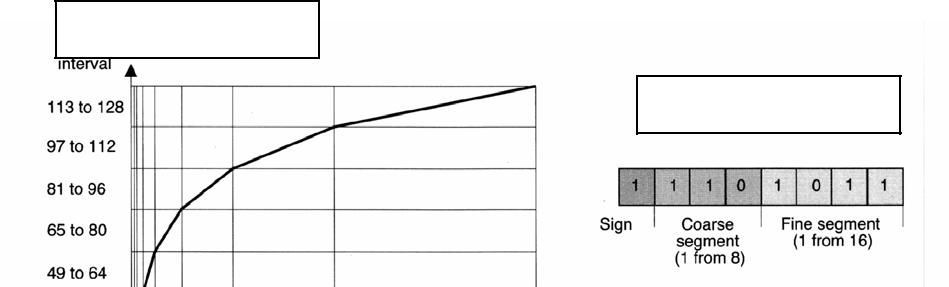 interval
113 to 128
97 to 112
81 to 96
65 to 80
49 to 64
1 1 1 0 1 0 1 1
Sign Coarse segment (1 from 8) Fine segment (1 from 16)